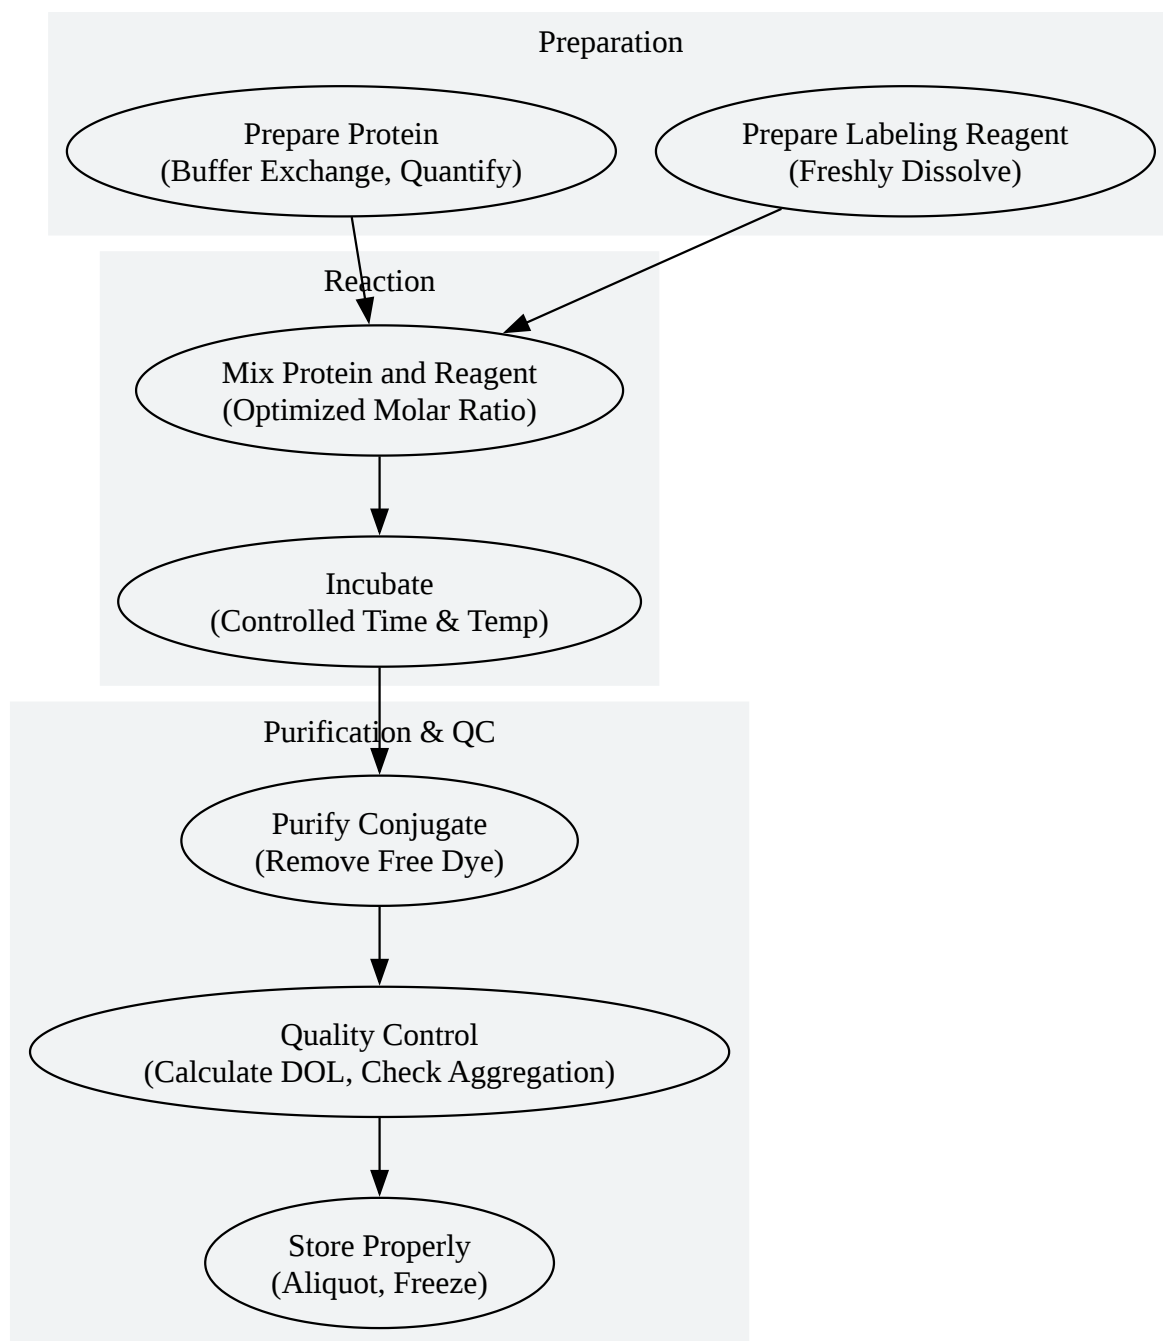 Preparation
Prepare Protein
(Buffer Exchange, Quantify)
Prepare Labeling Reagent
(Freshly Dissolve)
Reaction
Mix Protein and Reagent
(Optimized Molar Ratio)
Incubate
(Controlled Time & Temp)
Purification & QC
Purify Conjugate
(Remove Free Dye)
Quality Control
(Calculate DOL, Check Aggregation)
Store Properly
(Aliquot, Freeze)